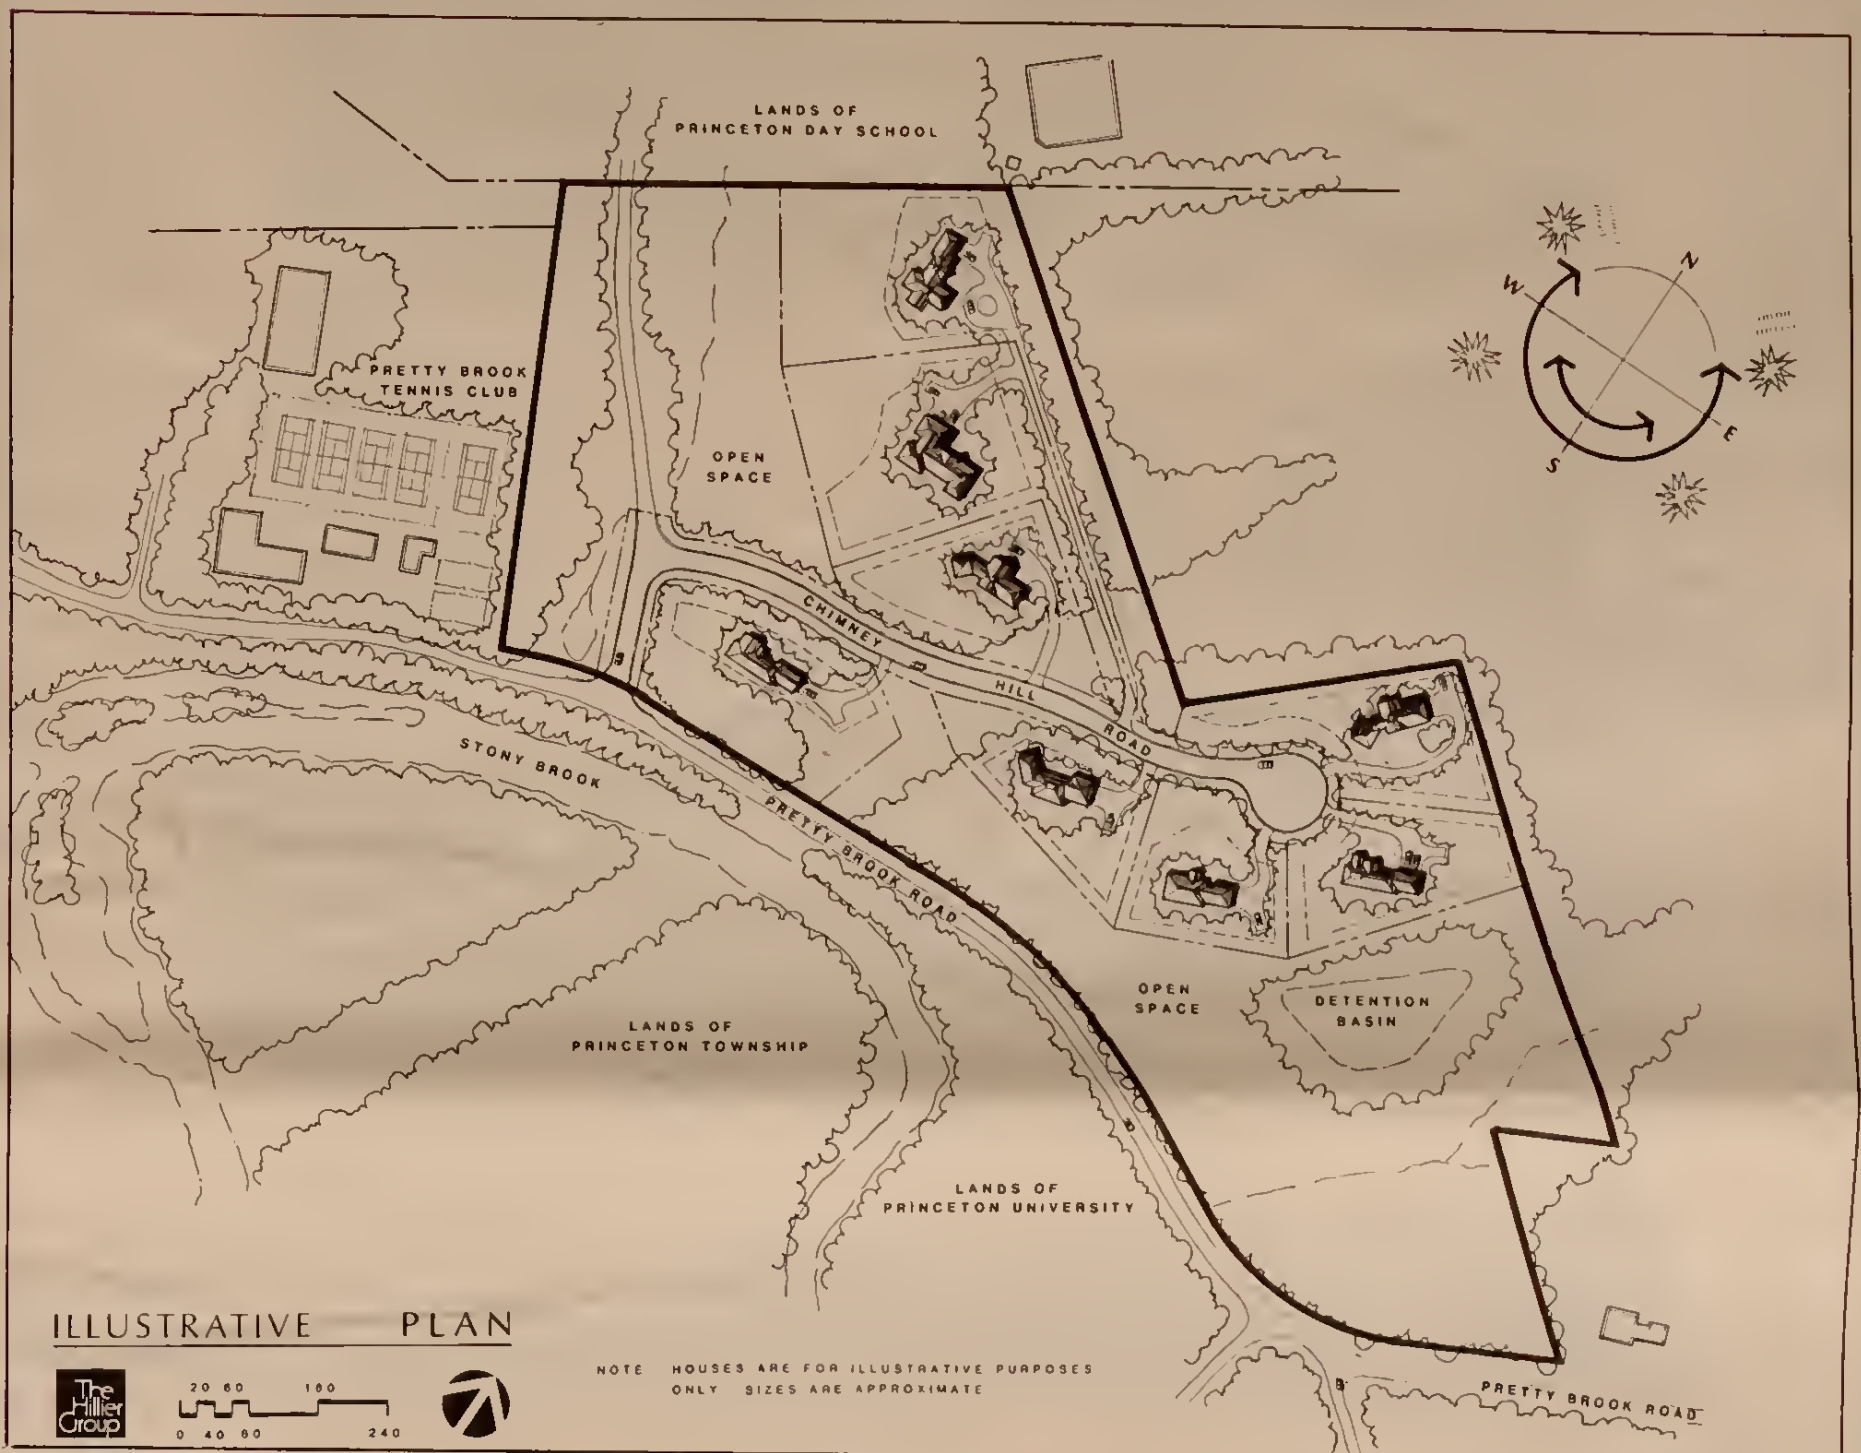 LANDS OF
PRINCETON DAY SCHOOL
N
W
E
S
PRETTY BROOK
TENNIS CLUB
OPEN
SPACE
CHIMNEY HILL ROAD
STONY BROOK
PRETTY BROOK ROAD
OPEN
SPACE
DETENTION
BASIN
LANDS OF
PRINCETON TOWNSHIP
LANDS OF
PRINCETON UNIVERSITY
ILLUSTRATIVE PLAN
The
Hillier
Group
20 60 160
0 40 80 240
NOTE HOUSES ARE FOR ILLUSTRATIVE PURPOSES
ONLY SIZES ARE APPROXIMATE
PRETTY BROOK ROAD